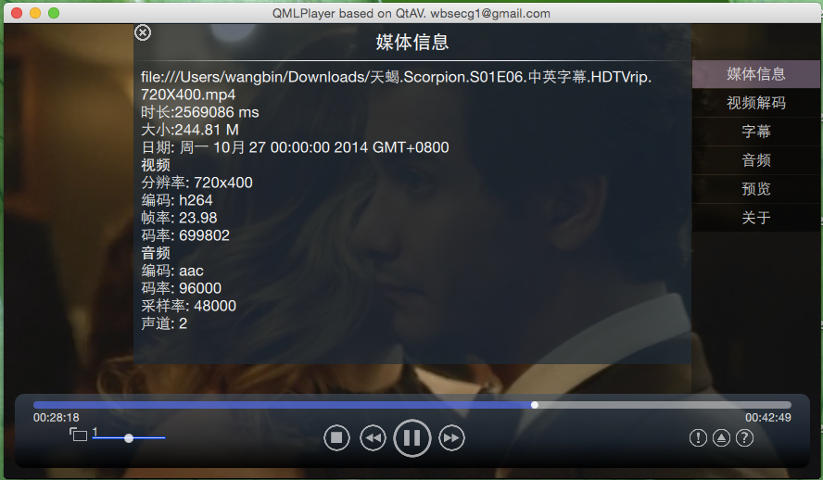 QMLPlayer based on QtAV. wbsecg1@gmail.com
媒体信息
file:///Users/wangbin/Downloads/天蝎.Scorpion.S01E06.中英字幕.HDTVrip.
720X400.mp4
时长:2569086 ms
大小:244.81 M
日期: 周一 10月 27 00:00:00 2014 GMT+0800
视频
分辨率: 720x400
编码: h264
帧率: 23.98
码率: 699802
音频
编码: aac
码率: 96000
采样率: 48000
声道: 2
媒体信息
视频解码
字幕
音频
预览
关于
00:28:18
00:42:49
1